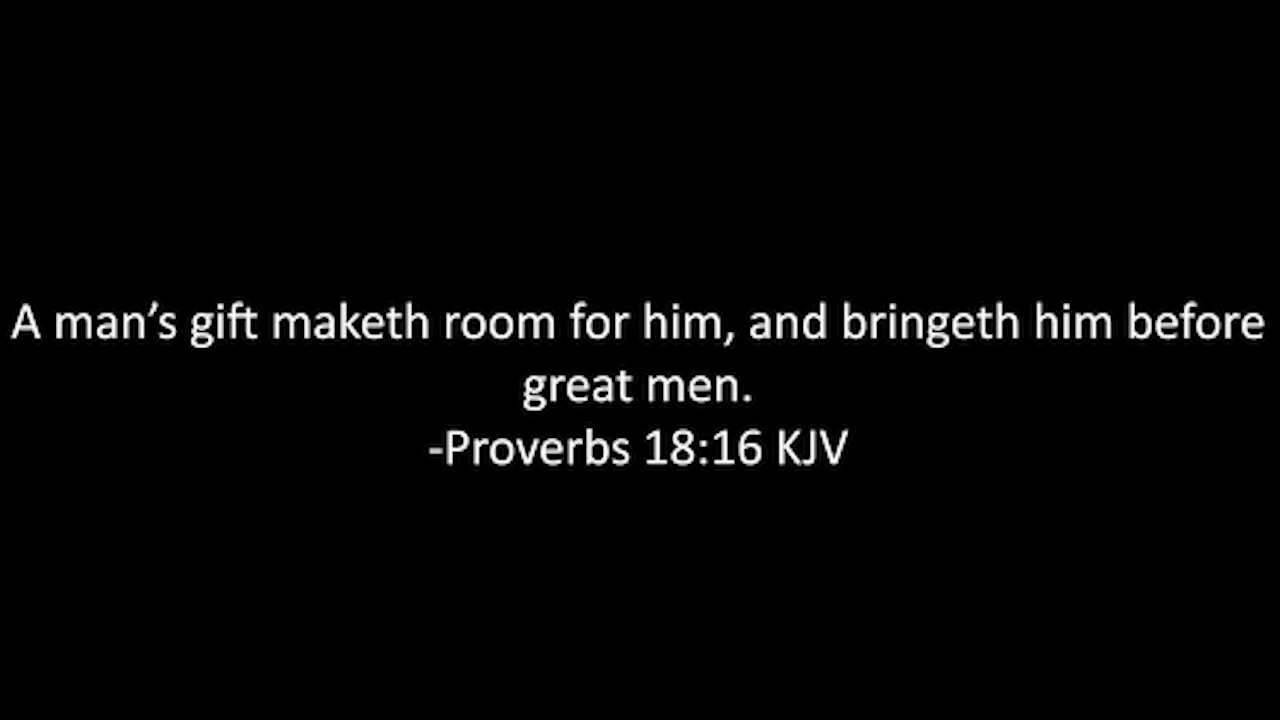 A man’s gift maketh room for him, and bringeth him before
great men.
-Proverbs 18:16 KJV